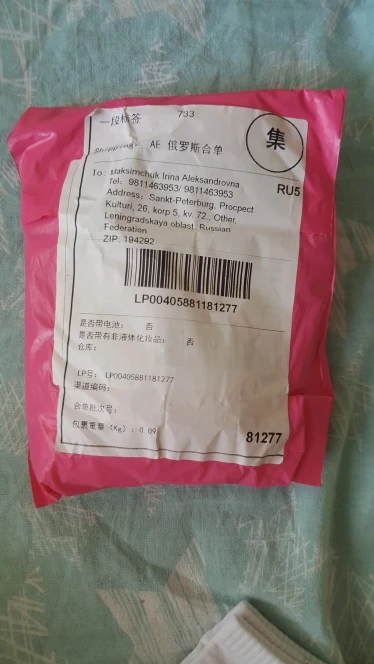 一段标签 733
集
Shipping: AE 俄罗斯合单
RU5
To: Maksimchuk Irina Aleksandrovna
Tel: 9811463953/ 9811463953
Address: Sankt-Peterburg, Procpect
Kulturi, 26, korp 5, kv. 72., Other,
Leningradskaya oblast, Russian
Federation
ZIP: 194292
LP00405881181277
是否带电池: 否
是否带有非液体化妆品: 否
仓库:
LP号: LP00405881181277
渠道编码:
合单批次号:
包裹重量 (Kg): 0.09
81277